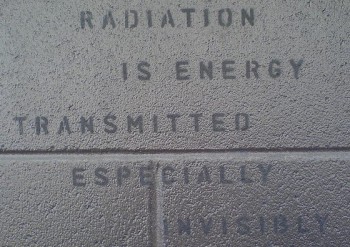 RADIATION
IS ENERGY
TRANSMITTED
ESPECIALLY
INVISIBLY